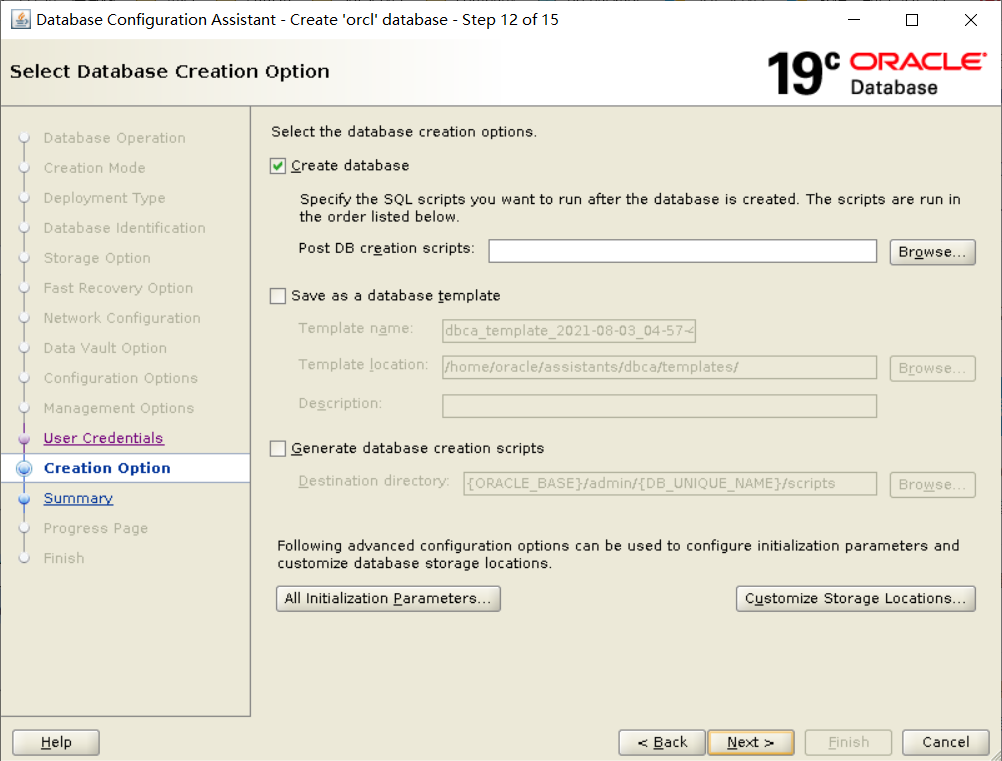 Database Configuration Assistant - Create 'orcl' database - Step 12 of 15
Select Database Creation Option
19c ORACLE Database
Database Operation
Creation Mode
Deployment Type
Database Identification
Storage Option
Fast Recovery Option
Network Configuration
Data Vault Option
Configuration Options
Management Options
User Credentials
Creation Option
Summary
Progress Page
Finish
Select the database creation options.
Create database
Specify the SQL scripts you want to run after the database is created. The scripts are run in
the order listed below.
Post DB creation scripts: Browse...
Save as a database template
Template name: dbca_template_2021-08-03_04-57-
Template location: /home/oracle/assistants/dbca/templates/ Browse...
Description:
Generate database creation scripts
Destination directory: {ORACLE_BASE}/admin/{DB_UNIQUE_NAME}/scripts Browse...
Following advanced configuration options can be used to configure initialization parameters and
customize database storage locations.
All Initialization Parameters... Customize Storage Locations...
Help < Back Next > Finish Cancel